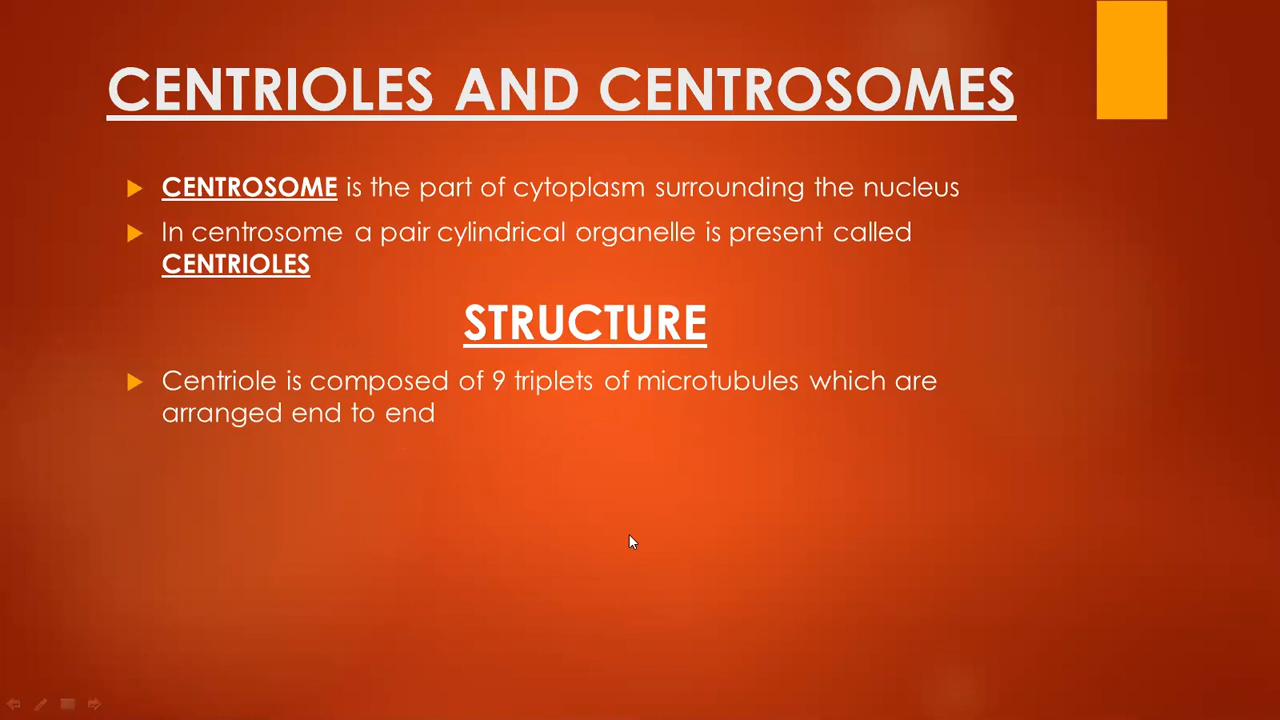 CENTRIOLES AND CENTROSOMES
CENTROSOME is the part of cytoplasm surrounding the nucleus
In centrosome a pair cylindrical organelle is present called
CENTRIOLES
STRUCTURE
Centriole is composed of 9 triplets of microtubules which are
arranged end to end